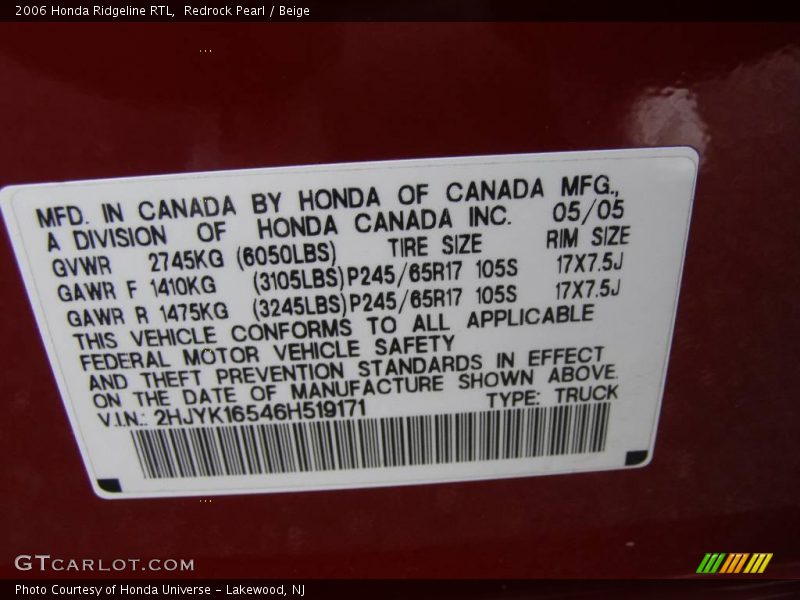 2006 Honda Ridgeline RTL,  Redrock Pearl / Beige
MFD. IN CANADA BY HONDA OF CANADA MFG.,
A DIVISION OF HONDA CANADA INC. 05/05
GVWR 2745KG (6050LBS) TIRE SIZE RIM SIZE
GAWR F 1410KG (3105LBS) P245/65R17 105S 17X7.5J
GAWR R 1475KG (3245LBS) P245/65R17 105S 17X7.5J
THIS VEHICLE CONFORMS TO ALL APPLICABLE
FEDERAL MOTOR VEHICLE SAFETY
AND THEFT PREVENTION STANDARDS IN EFFECT
ON THE DATE OF MANUFACTURE SHOWN ABOVE.
V.I.N.: 2HJYK16546H519171 TYPE: TRUCK
GTCARLOT.COM
Photo Courtesy of Honda Universe - Lakewood, NJ